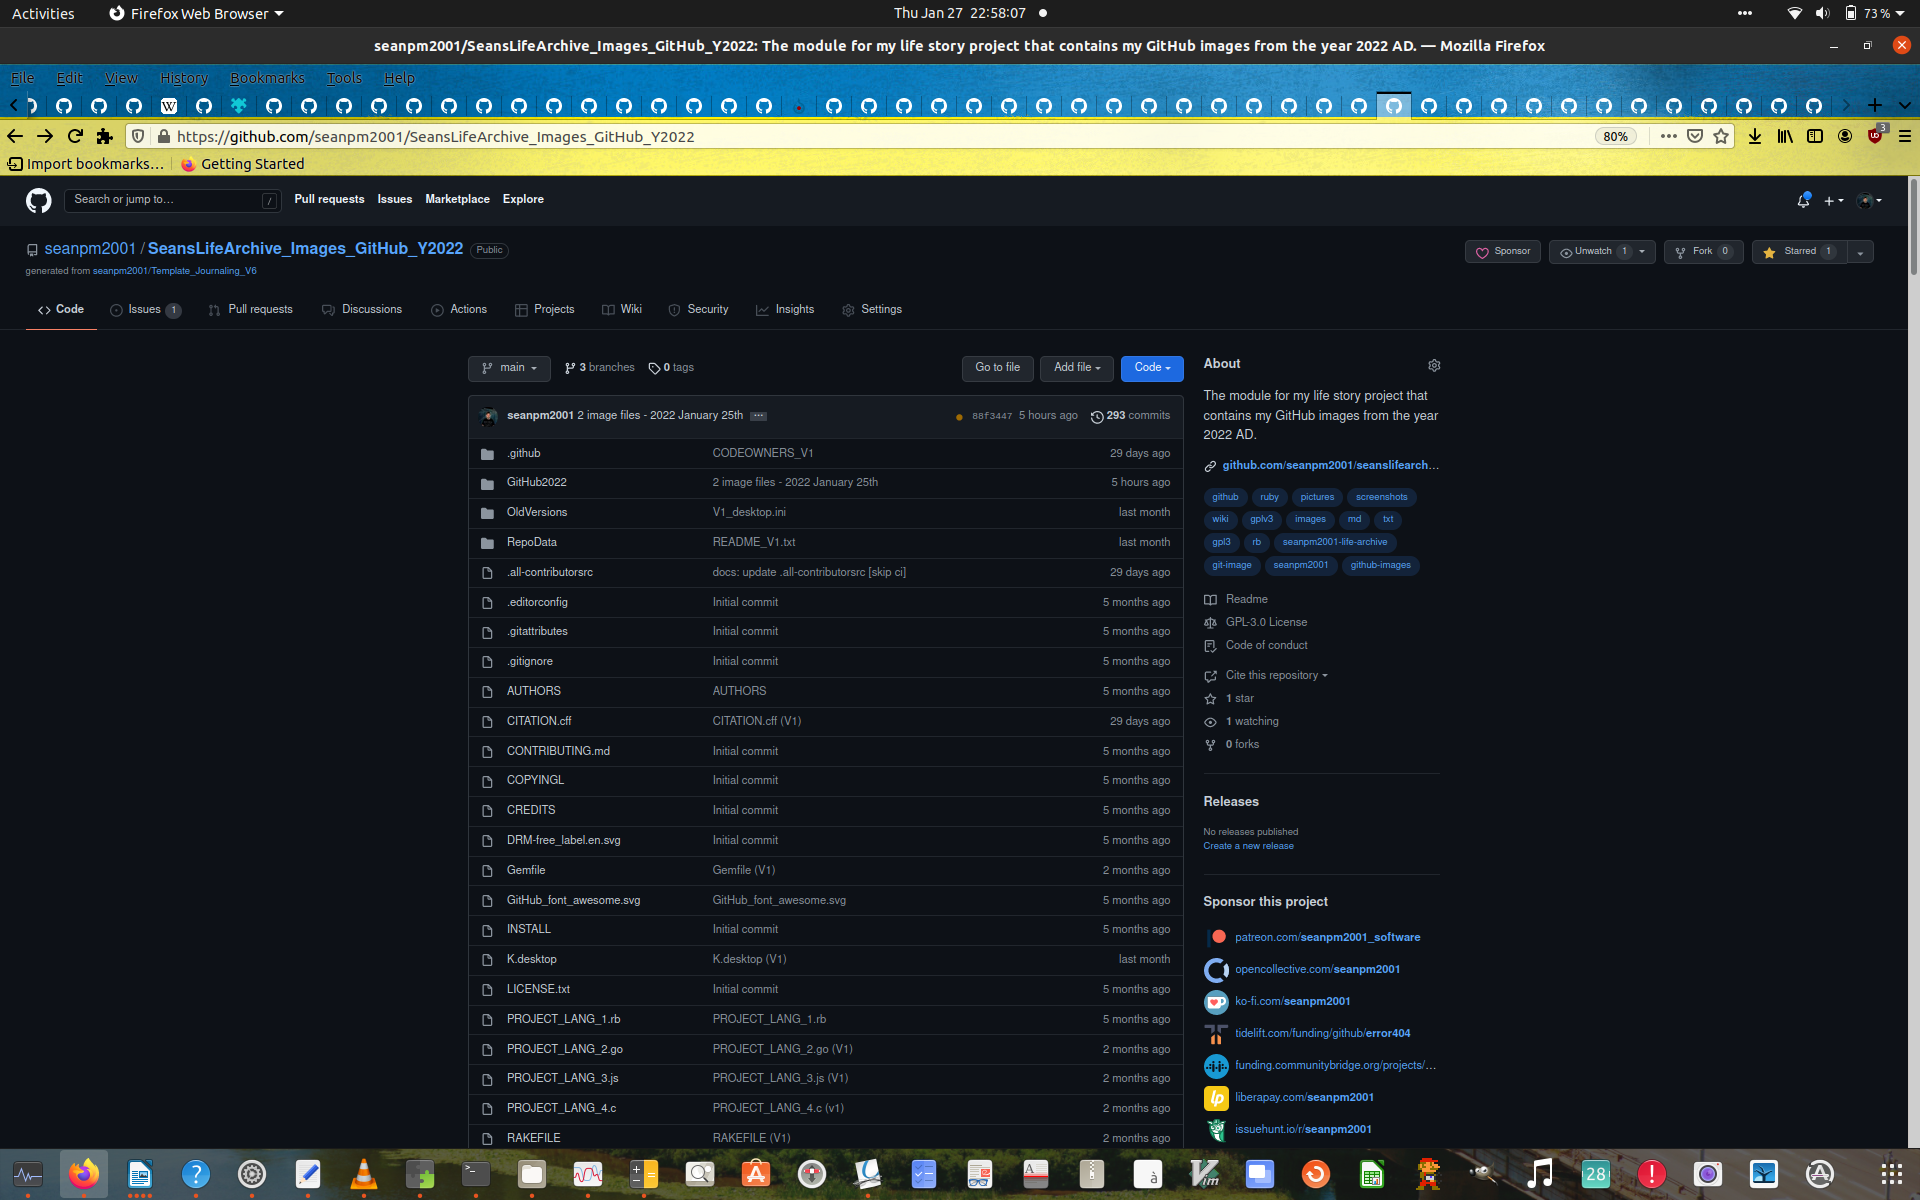 Activities
Firefox Web Browser
Thu Jan 27 22:58:07
73 %
seanpm2001/SeansLifeArchive_Images_GitHub_Y2022: The module for my life story project that contains my GitHub images from the year 2022 AD. — Mozilla Firefox
File Edit View History Bookmarks Tools Help
https://github.com/seanpm2001/SeansLifeArchive_Images_GitHub_Y2022
80%
3
Import bookmarks… Getting Started
Search or jump to… /
Pull requests Issues Marketplace Explore
seanpm2001 / SeansLifeArchive_Images_GitHub_Y2022 Public
generated from seanpm2001/Template_Journaling_V6
Sponsor Unwatch 1 Fork 0 Starred 1
Code Issues 1 Pull requests Discussions Actions Projects Wiki Security Insights Settings
main 3 branches 0 tags Go to file Add file Code
seanpm2001 2 image files - 2022 January 25th 88f3447 5 hours ago 293 commits
.github CODEOWNERS_V1 29 days ago
GitHub2022 2 image files - 2022 January 25th 5 hours ago
OldVersions V1_desktop.ini last month
RepoData README_V1.txt last month
.all-contributorsrc docs: update .all-contributorsrc [skip ci] 29 days ago
.editorconfig Initial commit 5 months ago
.gitattributes Initial commit 5 months ago
.gitignore Initial commit 5 months ago
AUTHORS AUTHORS 5 months ago
CITATION.cff CITATION.cff (V1) 29 days ago
CONTRIBUTING.md Initial commit 5 months ago
COPYINGL Initial commit 5 months ago
CREDITS Initial commit 5 months ago
DRM-free_label.en.svg Initial commit 5 months ago
Gemfile Gemfile (V1) 2 months ago
GitHub_font_awesome.svg GitHub_font_awesome.svg 5 months ago
INSTALL Initial commit 5 months ago
K.desktop K.desktop (V1) last month
LICENSE.txt Initial commit 5 months ago
PROJECT_LANG_1.rb PROJECT_LANG_1.rb 5 months ago
PROJECT_LANG_2.go PROJECT_LANG_2.go (V1) 2 months ago
PROJECT_LANG_3.js PROJECT_LANG_3.js (V1) 2 months ago
PROJECT_LANG_4.c PROJECT_LANG_4.c (v1) 2 months ago
RAKEFILE RAKEFILE (V1) 2 months ago
About
The module for my life story project that
contains my GitHub images from the year
2022 AD.
github.com/seanpm2001/seanslifearch…
github ruby pictures screenshots
wiki gplv3 images md txt
gpl3 rb seanpm2001-life-archive
git-image seanpm2001 github-images
Readme
GPL-3.0 License
Code of conduct
Cite this repository
1 star
1 watching
0 forks
Releases
No releases published
Create a new release
Sponsor this project
patreon.com/seanpm2001_software
opencollective.com/seanpm2001
ko-fi.com/seanpm2001
tidelift.com/funding/github/error404
funding.communitybridge.org/projects/…
lp
liberapay.com/seanpm2001
issuehunt.io/r/seanpm2001
Vim
28